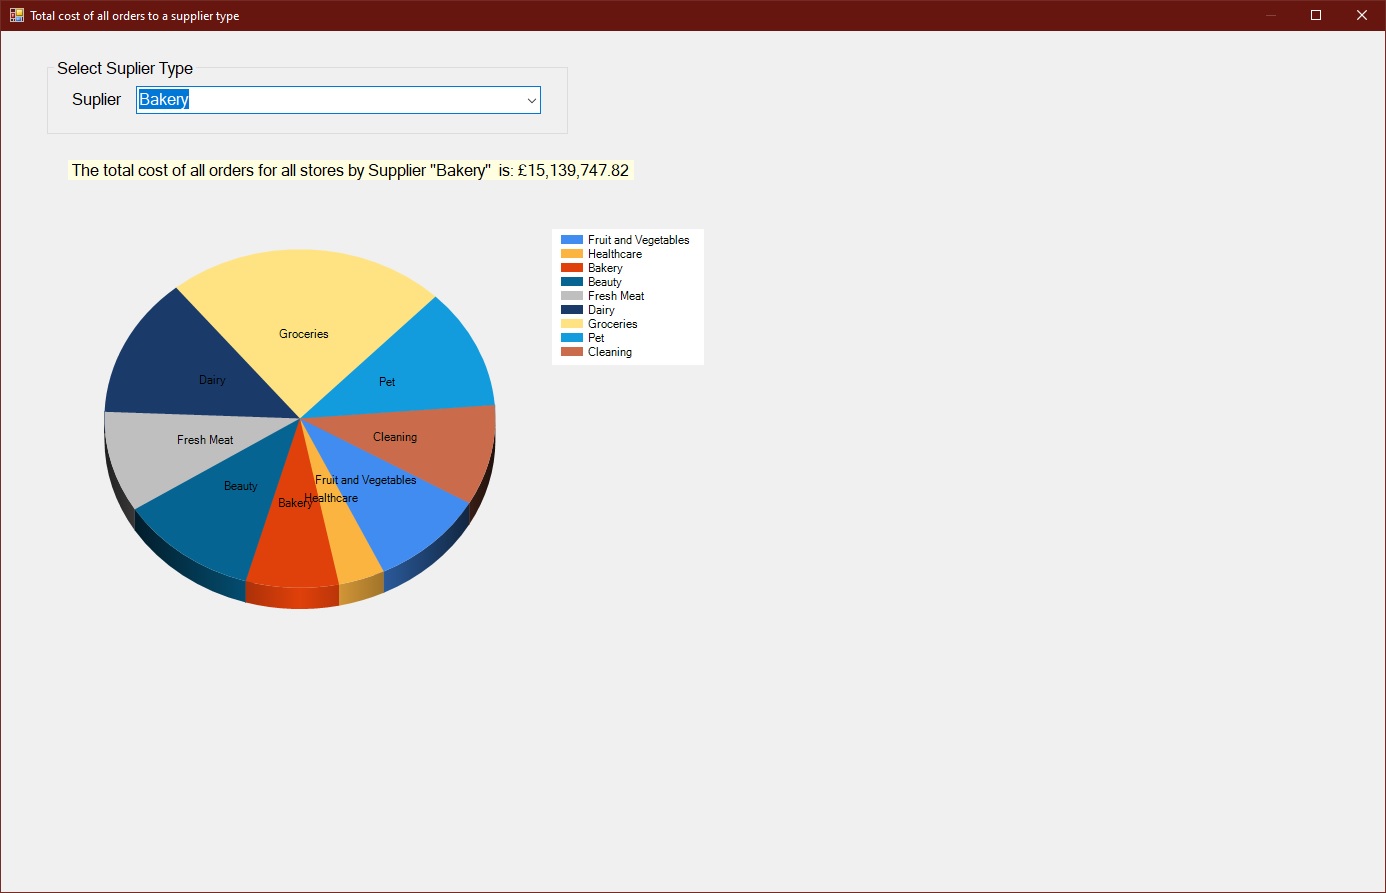 Total cost of all orders to a supplier type
Select Suplier Type
Suplier Bakery
The total cost of all orders for all stores by Supplier "Bakery"  is: £15,139,747.82
Fruit and Vegetables
Healthcare
Bakery
Beauty
Fresh Meat
Dairy
Groceries
Pet
Cleaning
Groceries
Dairy
Pet
Fresh Meat
Cleaning
Beauty
Fruit and Vegetables
Bakery
Healthcare